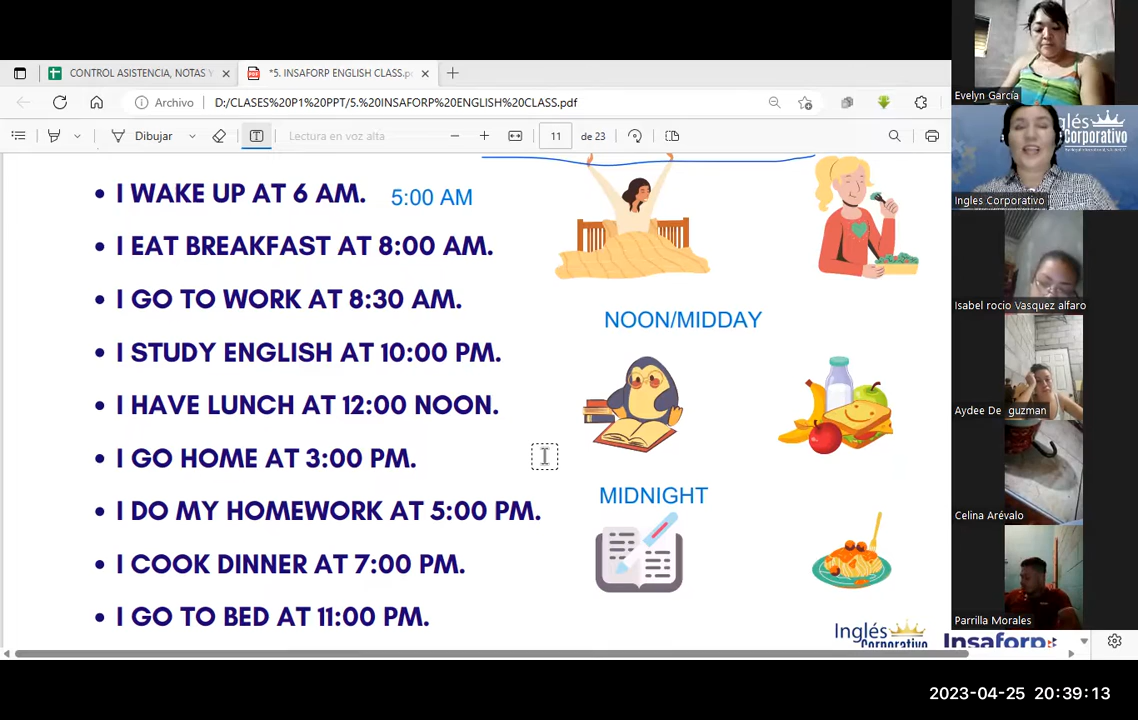 CONTROL ASISTENCIA, NOTAS Y
*5. INSAFORP ENGLISH CLASS.pd
Archivo D:/CLASES%20P1%20PPT/5.%20INSAFORP%20ENGLISH%20CLASS.pdf
Dibujar Lectura en voz alta 11 de 23
I WAKE UP AT 6 AM. 5:00 AM
I EAT BREAKFAST AT 8:00 AM.
I GO TO WORK AT 8:30 AM.
NOON/MIDDAY
I STUDY ENGLISH AT 10:00 PM.
I HAVE LUNCH AT 12:00 NOON.
I GO HOME AT 3:00 PM.
MIDNIGHT
I DO MY HOMEWORK AT 5:00 PM.
I COOK DINNER AT 7:00 PM.
I GO TO BED AT 11:00 PM.
Inglés Corporativo
Insaforp
Evelyn García
Inglés Corporativo
Ingles Corporativo
Isabel rocio Vasquez alfaro
Aydee De guzman
Celina Arévalo
Parrilla Morales
2023-04-25 20:39:13